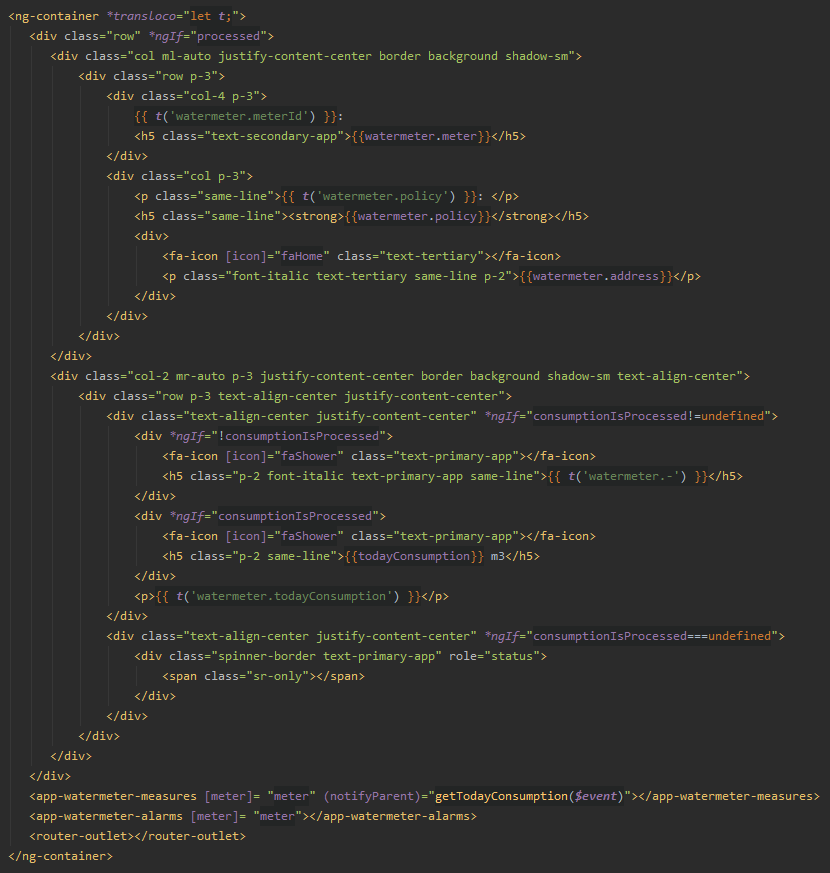 <ng-container *transloco="let t;">
<div class="row" *ngIf="processed">
<div class="col ml-auto justify-content-center border background shadow-sm">
<div class="row p-3">
<div class="col-4 p-3">
{{ t('watermeter.meterId') }}:
<h5 class="text-secondary-app">{{watermeter.meter}}</h5>
</div>
<div class="col p-3">
<p class="same-line">{{ t('watermeter.policy') }}: </p>
<h5 class="same-line"><strong>{{watermeter.policy}}</strong></h5>
<div>
<fa-icon [icon]="faHome" class="text-tertiary"></fa-icon>
<p class="font-italic text-tertiary same-line p-2">{{watermeter.address}}</p>
</div>
</div>
</div>
</div>
<div class="col-2 mr-auto p-3 justify-content-center border background shadow-sm text-align-center">
<div class="row p-3 text-align-center justify-content-center">
<div class="text-align-center justify-content-center" *ngIf="consumptionIsProcessed!=undefined">
<div *ngIf="!consumptionIsProcessed">
<fa-icon [icon]="faShower" class="text-primary-app"></fa-icon>
<h5 class="p-2 font-italic text-primary-app same-line">{{ t('watermeter.-') }}</h5>
</div>
<div *ngIf="consumptionIsProcessed">
<fa-icon [icon]="faShower" class="text-primary-app"></fa-icon>
<h5 class="p-2 same-line">{{todayConsumption}} m3</h5>
</div>
<p>{{ t('watermeter.todayConsumption') }}</p>
</div>
<div class="text-align-center justify-content-center" *ngIf="consumptionIsProcessed===undefined">
<div class="spinner-border text-primary-app" role="status">
<span class="sr-only"></span>
</div>
</div>
</div>
</div>
</div>
<app-watermeter-measures [meter]= "meter" (notifyParent)="getTodayConsumption($event)"></app-watermeter-measures>
<app-watermeter-alarms [meter]= "meter"></app-watermeter-alarms>
<router-outlet></router-outlet>
</ng-container>